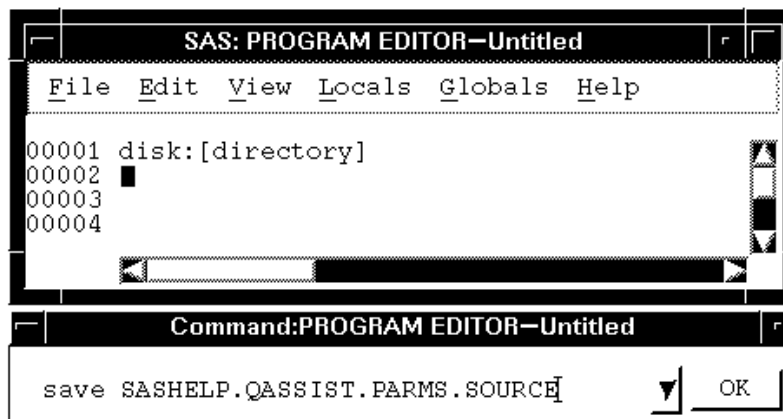 SAS: PROGRAM EDITOR—Untitled
File Edit View Locals Globals Help
00001 disk:[directory]
00002
00003
00004
Command:PROGRAM EDITOR—Untitled
save SASHELP.QASSIST.PARMS.SOURCE
OK